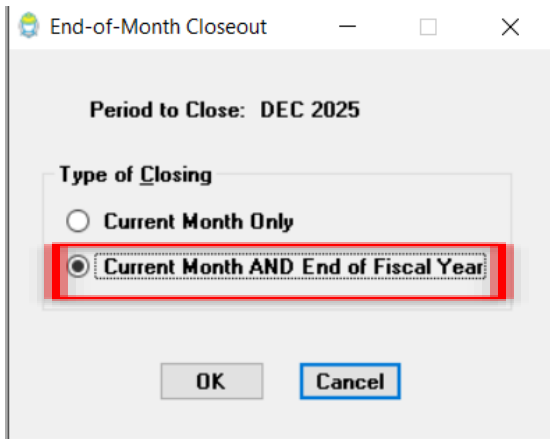 End-of-Month Closeout
Period to Close: DEC 2025
Type of Closing
Current Month Only
Current Month AND End of Fiscal Year
OK Cancel